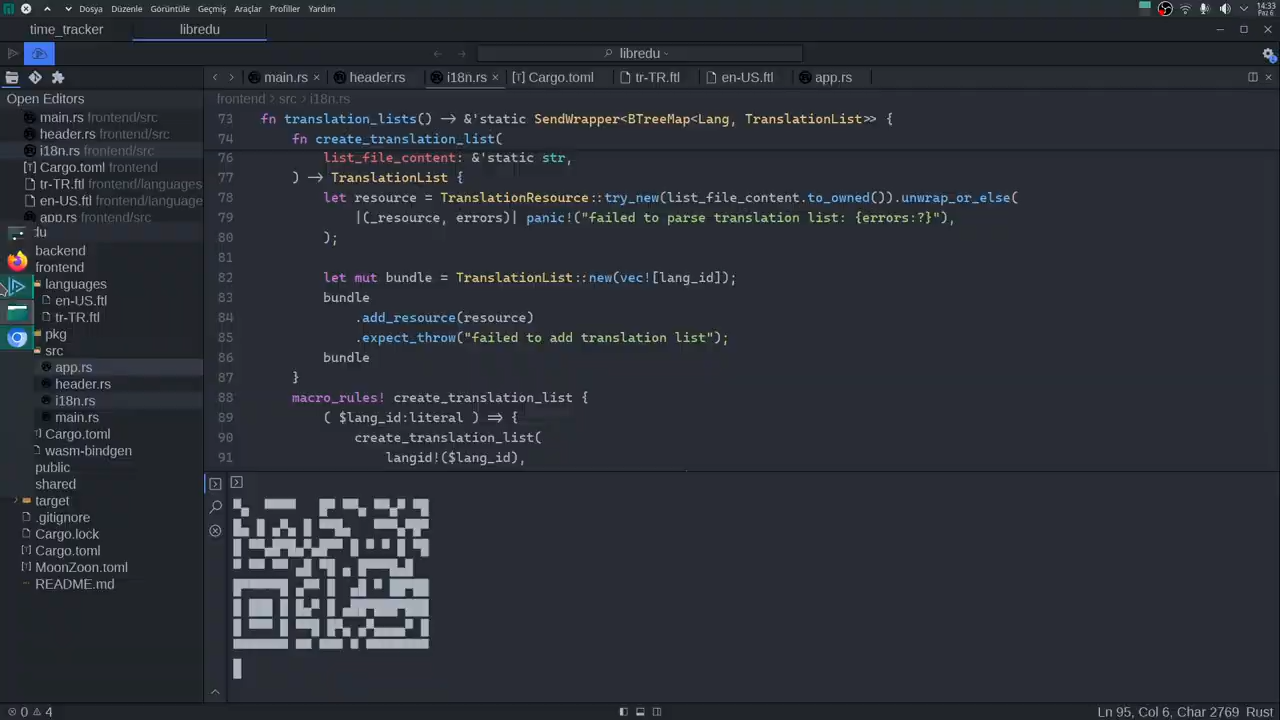 Dosya Düzenle Görüntüle Geçmiş Araçlar Profiller Yardım
14:33
Paz 6
time_tracker libredu
libredu
main.rs header.rs i18n.rs Cargo.toml tr-TR.ftl en-US.ftl app.rs
Open Editors
main.rs frontend/src
header.rs frontend/src
i18n.rs frontend/src
Cargo.toml frontend
tr-TR.ftl frontend/languages
en-US.ftl frontend/languages
app.rs frontend/src
du
backend
frontend
languages
en-US.ftl
tr-TR.ftl
pkg
src
app.rs
header.rs
i18n.rs
main.rs
Cargo.toml
wasm-bindgen
public
shared
target
.gitignore
Cargo.lock
Cargo.toml
MoonZoon.toml
README.md
frontend › src › i18n.rs
73 fn translation_lists() -> &'static SendWrapper<BTreeMap<Lang, TranslationList>> {
74 fn create_translation_list(
76 list_file_content: &'static str,
77 ) -> TranslationList {
78 let resource = TranslationResource::try_new(list_file_content.to_owned()).unwrap_or_else(
79 |(_resource, errors)| panic!("failed to parse translation list: {errors:?}"),
80 );
81
82 let mut bundle = TranslationList::new(vec![lang_id]);
83 bundle
84 .add_resource(resource)
85 .expect_throw("failed to add translation list");
86 bundle
87 }
88 macro_rules! create_translation_list {
89 ( $lang_id:literal ) => {
90 create_translation_list(
91 langid!($lang_id),
0 4
Ln 95, Col 6, Char 2769 Rust